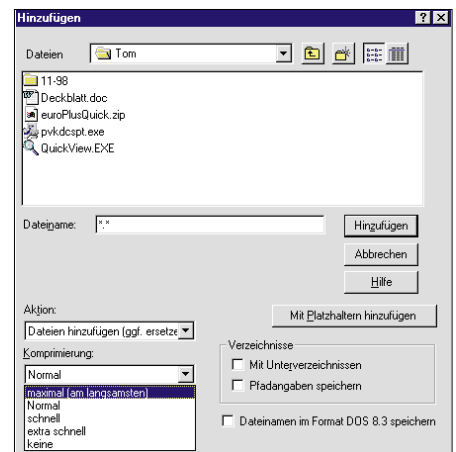 Hinzufügen
Dateien
Tom
11-98
Deckblatt.doc
euroPlusQuick.zip
pvkdcspt.exe
QuickView.EXE
Dateiname: *.*
Hinzufügen
Abbrechen
Hilfe
Aktion:
Mit Platzhaltern hinzufügen
Dateien hinzufügen (ggf. ersetze
Komprimierung:
Normal
maximal (am langsamsten)
Normal
schnell
extra schnell
keine
Verzeichnisse
Mit Unterverzeichnissen
Pfadangaben speichern
Dateinamen im Format DOS 8.3 speichern